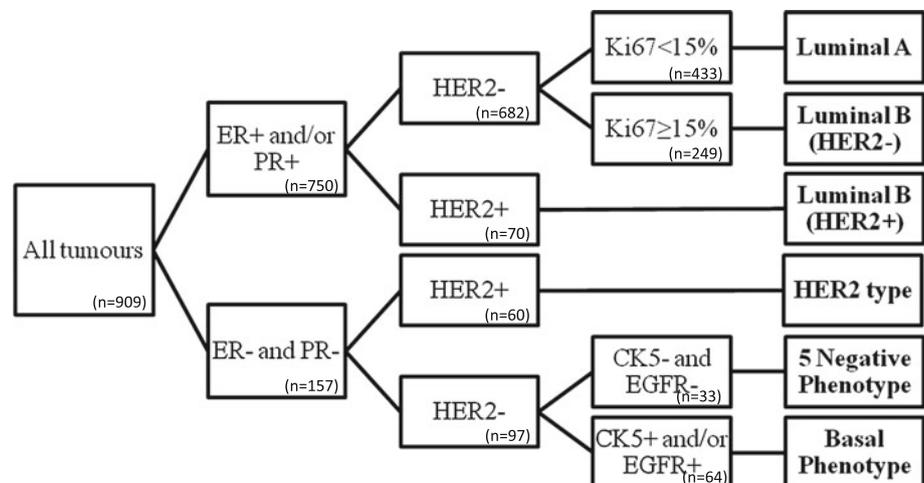 All tumours
(n=909)
ER+ and/or
PR+
(n=750)
ER- and PR-
(n=157)
HER2-
(n=682)
HER2+
(n=70)
HER2+
(n=60)
HER2-
(n=97)
Ki67<15%
(n=433)
Ki67≥15%
(n=249)
CK5- and
EGFR-
(n=33)
CK5+ and/or
EGFR+
(n=64)
Luminal A
Luminal B
(HER2-)
Luminal B
(HER2+)
HER2 type
5 Negative
Phenotype
Basal
Phenotype